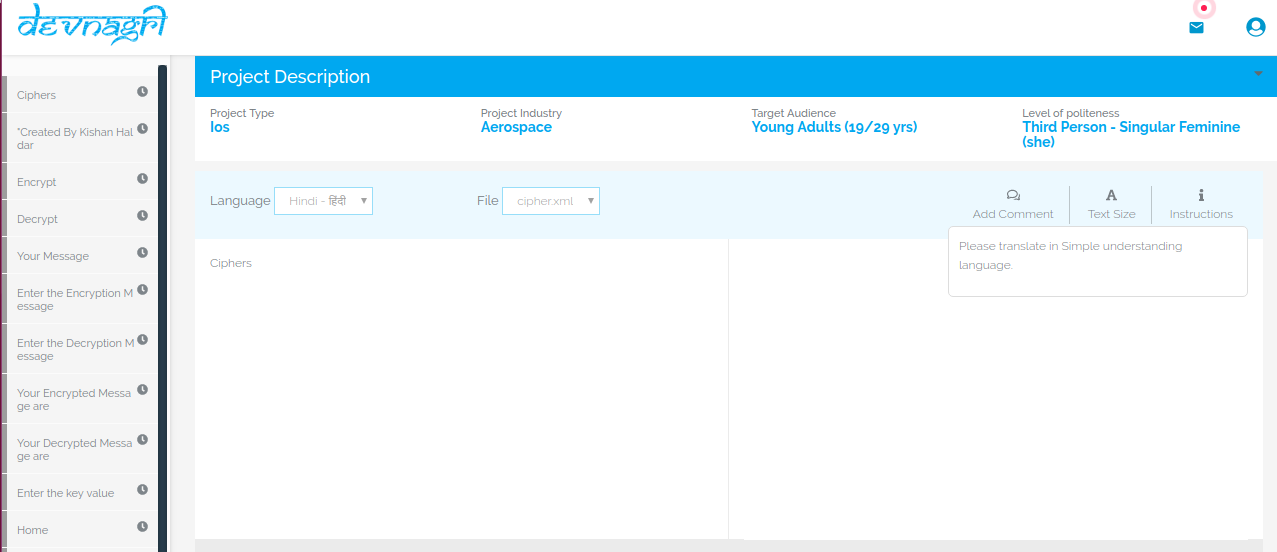 devnagri
Project Description
Project Type
Ios
Project Industry
Aerospace
Target Audience
Young Adults (19/29 yrs)
Level of politeness
Third Person - Singular Feminine
(she)
Language
Hindi - हिंदी
File
cipher.xml
Add Comment
A
Text Size
Instructions
Please translate in Simple understanding
language.
Ciphers
Ciphers
"Created By Kishan Hal
dar
Encrypt
Decrypt
Your Message
Enter the Encryption M
essage
Enter the Decryption M
essage
Your Encrypted Messa
ge are
Your Decrypted Messa
ge are
Enter the key value
Home